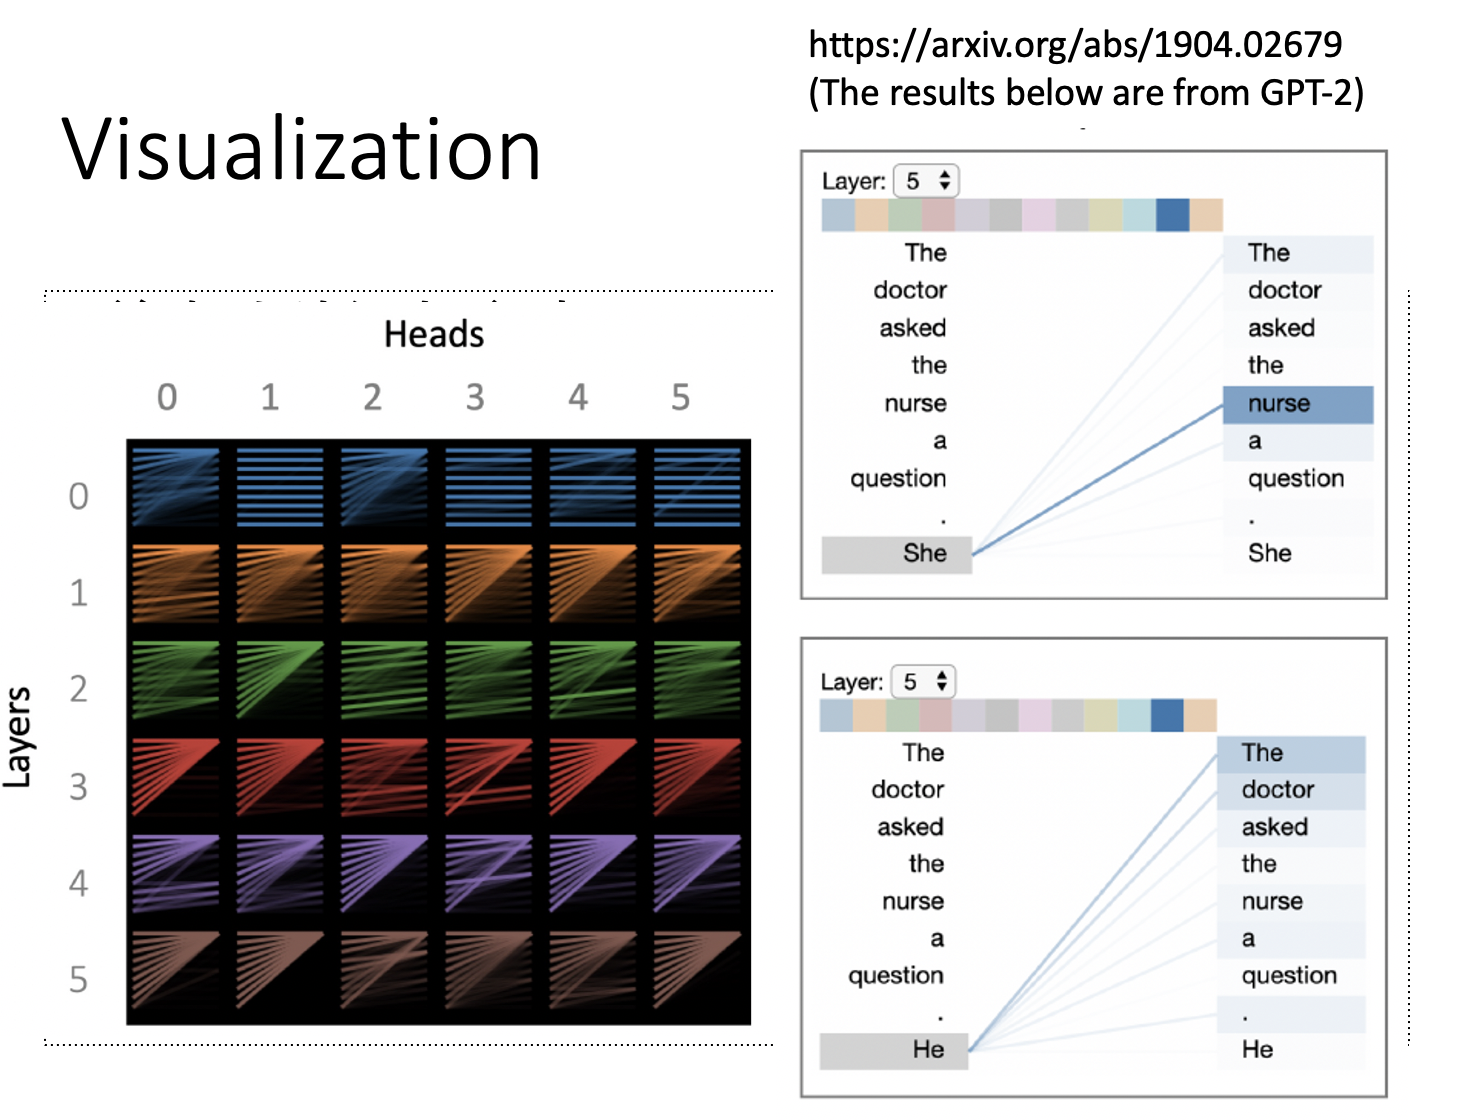 https://arxiv.org/abs/1904.02679
(The results below are from GPT-2)
Visualization
Heads
0 1 2 3 4 5
Layers
0
1
2
3
4
5
Layer: 5
The The
doctor doctor
asked asked
the the
nurse nurse
a a
question question
. .
She She
Layer: 5
The The
doctor doctor
asked asked
the the
nurse nurse
a a
question question
. .
He He